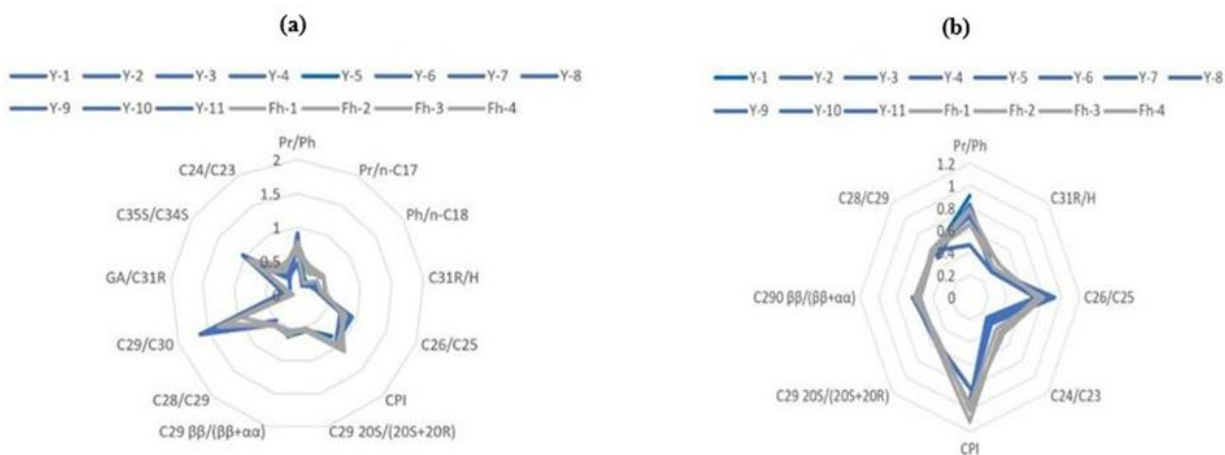 (a)
Y-1 Y-2 Y-3 Y-4 Y-5 Y-6 Y-7 Y-8
Y-9 Y-10 Y-11 Fh-1 Fh-2 Fh-3 Fh-4
Pr/Ph
C24/C23
Pr/n-C17
C35S/C34S
Ph/n-C18
GA/C31R
C31R/H
C29/C30
C26/C25
C28/C29
CPI
C29 ββ/(ββ+αα)
C29 20S/(20S+20R)
2
1.5
1
0.5
(b)
Y-1 Y-2 Y-3 Y-4 Y-5 Y-6 Y-7 Y-8
Y-9 Y-10 Y-11 Fh-1 Fh-2 Fh-3 Fh-4
Pr/Ph
C28/C29
C31R/H
C290 ββ/(ββ+αα)
C26/C25
C29 20S/(20S+20R)
C24/C23
CPI
1.2
1
0.8
0.6
0.4
0.2
0